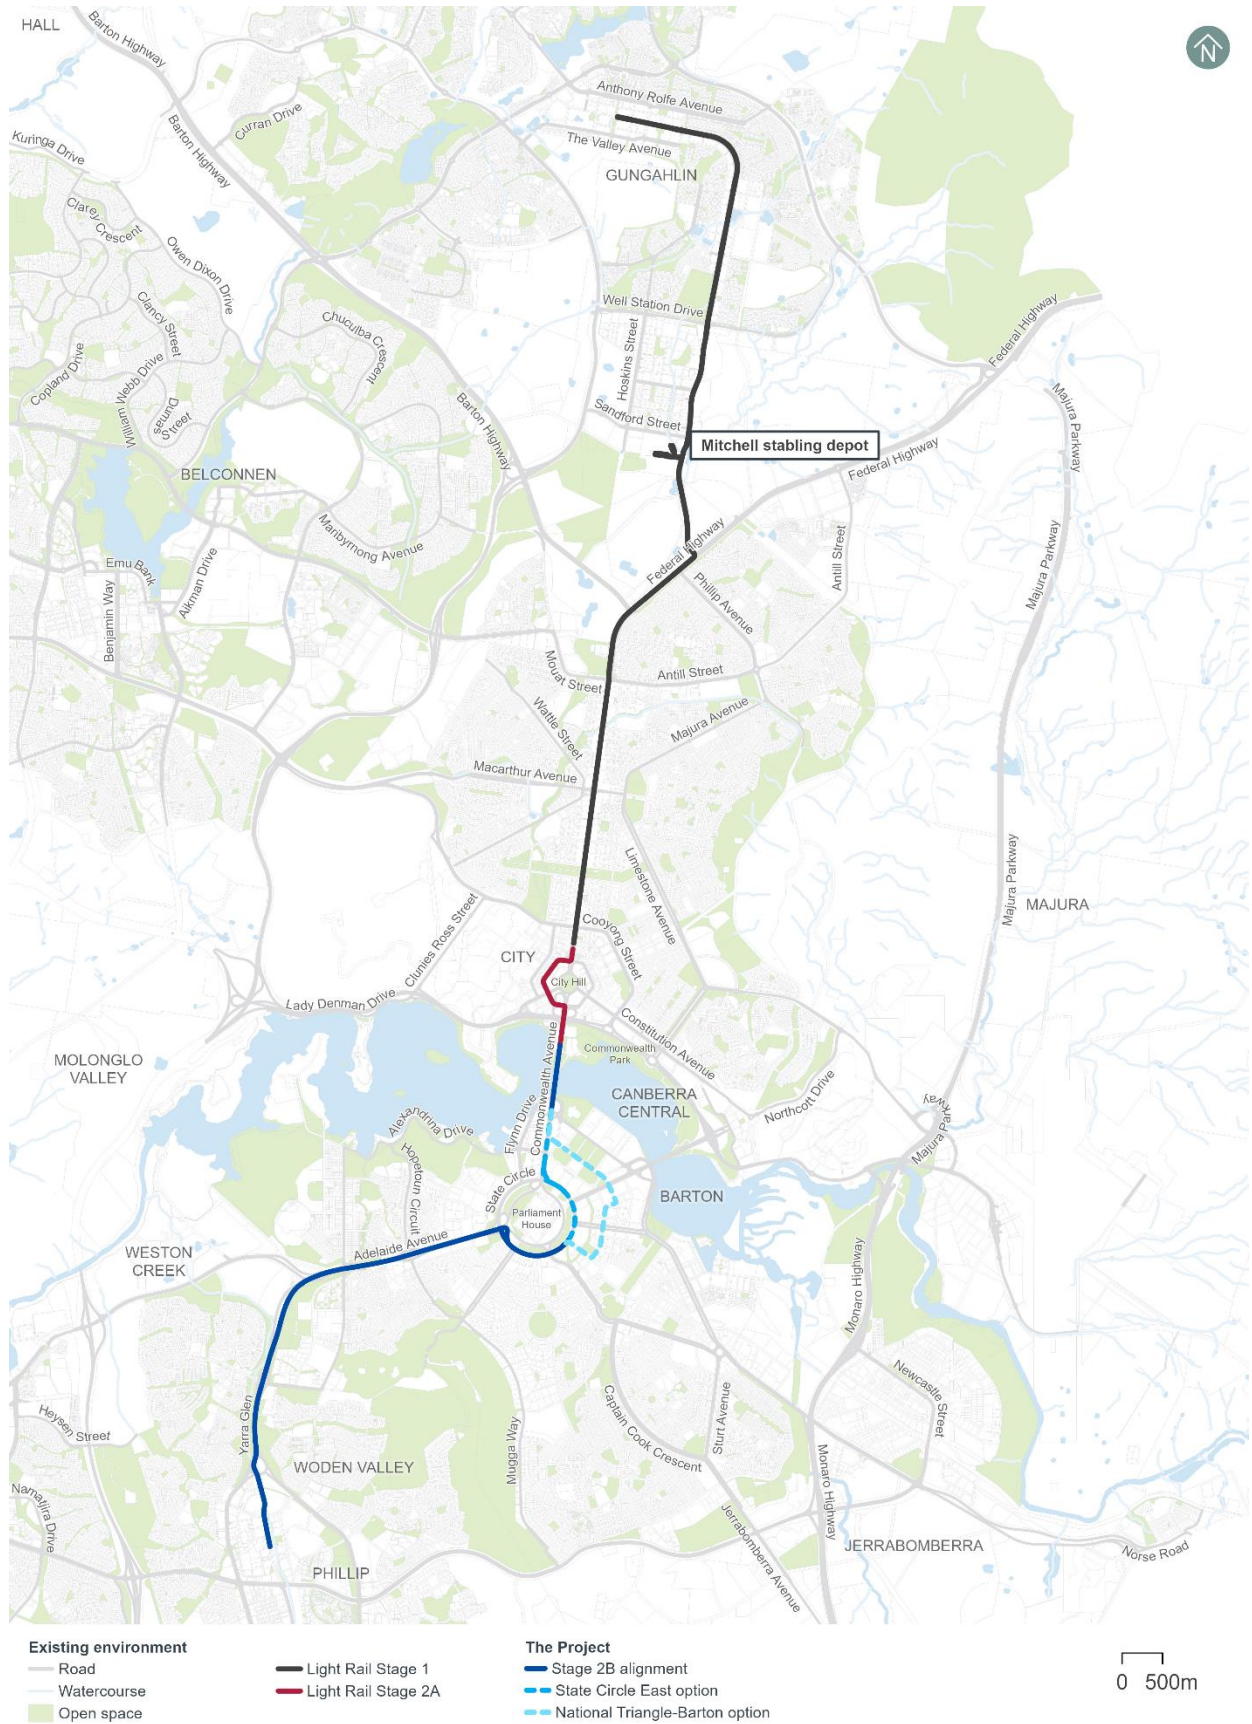 HALL
Barton Highway
N
Anthony Rolfe Avenue
Curran Drive
Barton Highway
The Valley Avenue
Kuringa Drive
GUNGAHLIN
Clarey
Crescent
Owen Dixon Drive
Clancy Street
Chuculba
Crescent
Well Station Drive
Federal Highway
Hoskins Street
Copland Drive
William
Webb Drive
Dumas
Street
Majura Parkway
Barton Highway
Sandford Street
Mitchell stabling depot
Federal Highway
BELCONNEN
Maribyrnong Avenue
Federal Highway
Antill Street
Majura Parkway
Emu Bank
Aikman Drive
Benjamin Way
Phillip Avenue
Mouat Street
Antill Street
Wattle Street
Majura Avenue
Macarthur Avenue
Limestone Avenue
Majura Parkway
MAJURA
Clunies Ross Street
Cooyong Street
CITY
City Hill
Lady Denman Drive
Constitution Avenue
MOLONGLO
VALLEY
Commonwealth
Park
Commonwealth Avenue
CANBERRA
CENTRAL
Northcott Drive
Majura Parkway
Flynn Drive
Alexandrina Drive
Hopetoun Circuit
State Circle
BARTON
Parliament
House
Adelaide Avenue
WESTON
CREEK
Monaro Highway
Newcastle
Street
Captain Cook Crescent
Sturt Avenue
Heysen Street
Yarra Glen
Mugga Way
WODEN VALLEY
Monaro Highway
Namatjira Drive
Jerrabomberra Avenue
JERRABOMBERRA
Norse Road
PHILLIP
Existing environment
Road
Watercourse
Open space
Light Rail Stage 1
Light Rail Stage 2A
The Project
Stage 2B alignment
State Circle East option
National Triangle-Barton option
0 500m